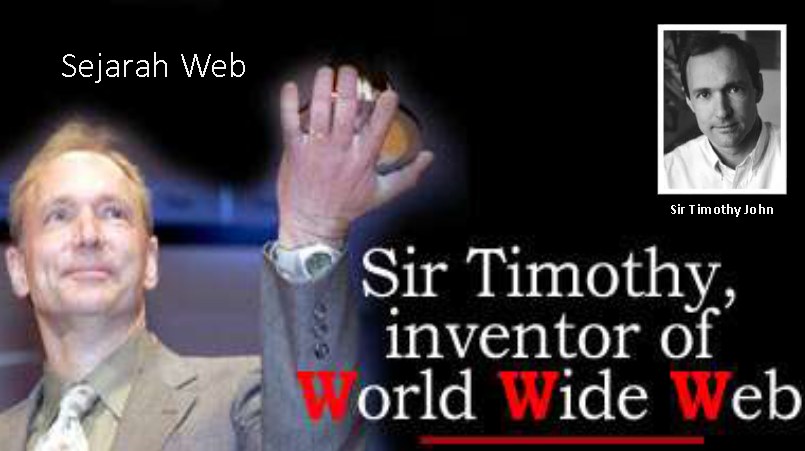 Sejarah Web
Sir Timothy John
Sir Timothy,
inventor of
World Wide Web